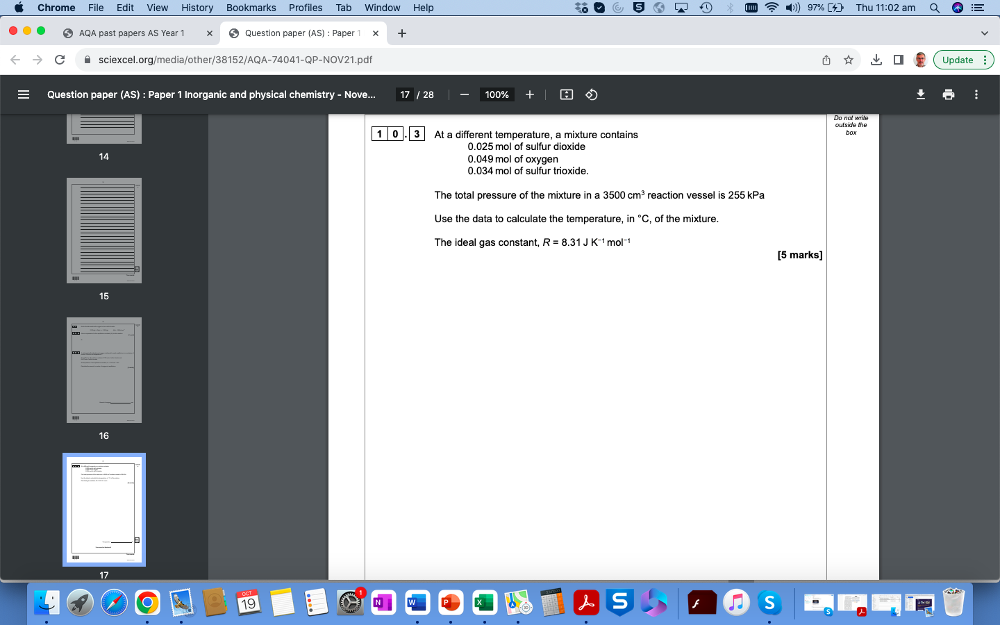 Chrome File Edit View History Bookmarks Profiles Tab Window Help 97% Thu 11:02 am
AQA past papers AS Year 1
Question paper (AS) : Paper 1
sciexcel.org/media/other/38152/AQA-74041-QP-NOV21.pdf
Update
Question paper (AS) : Paper 1 Inorganic and physical chemistry - Nove...
17 / 28
100%
14
15
16
17
Do not write
outside the
box
1 0 . 3 At a different temperature, a mixture contains
0.025 mol of sulfur dioxide
0.049 mol of oxygen
0.034 mol of sulfur trioxide.
The total pressure of the mixture in a 3500 cm³ reaction vessel is 255 kPa
Use the data to calculate the temperature, in °C, of the mixture.
The ideal gas constant, R = 8.31 J K⁻¹ mol⁻¹
[5 marks]
OCT
19
1
N
W
P
X
3D
S
f
S